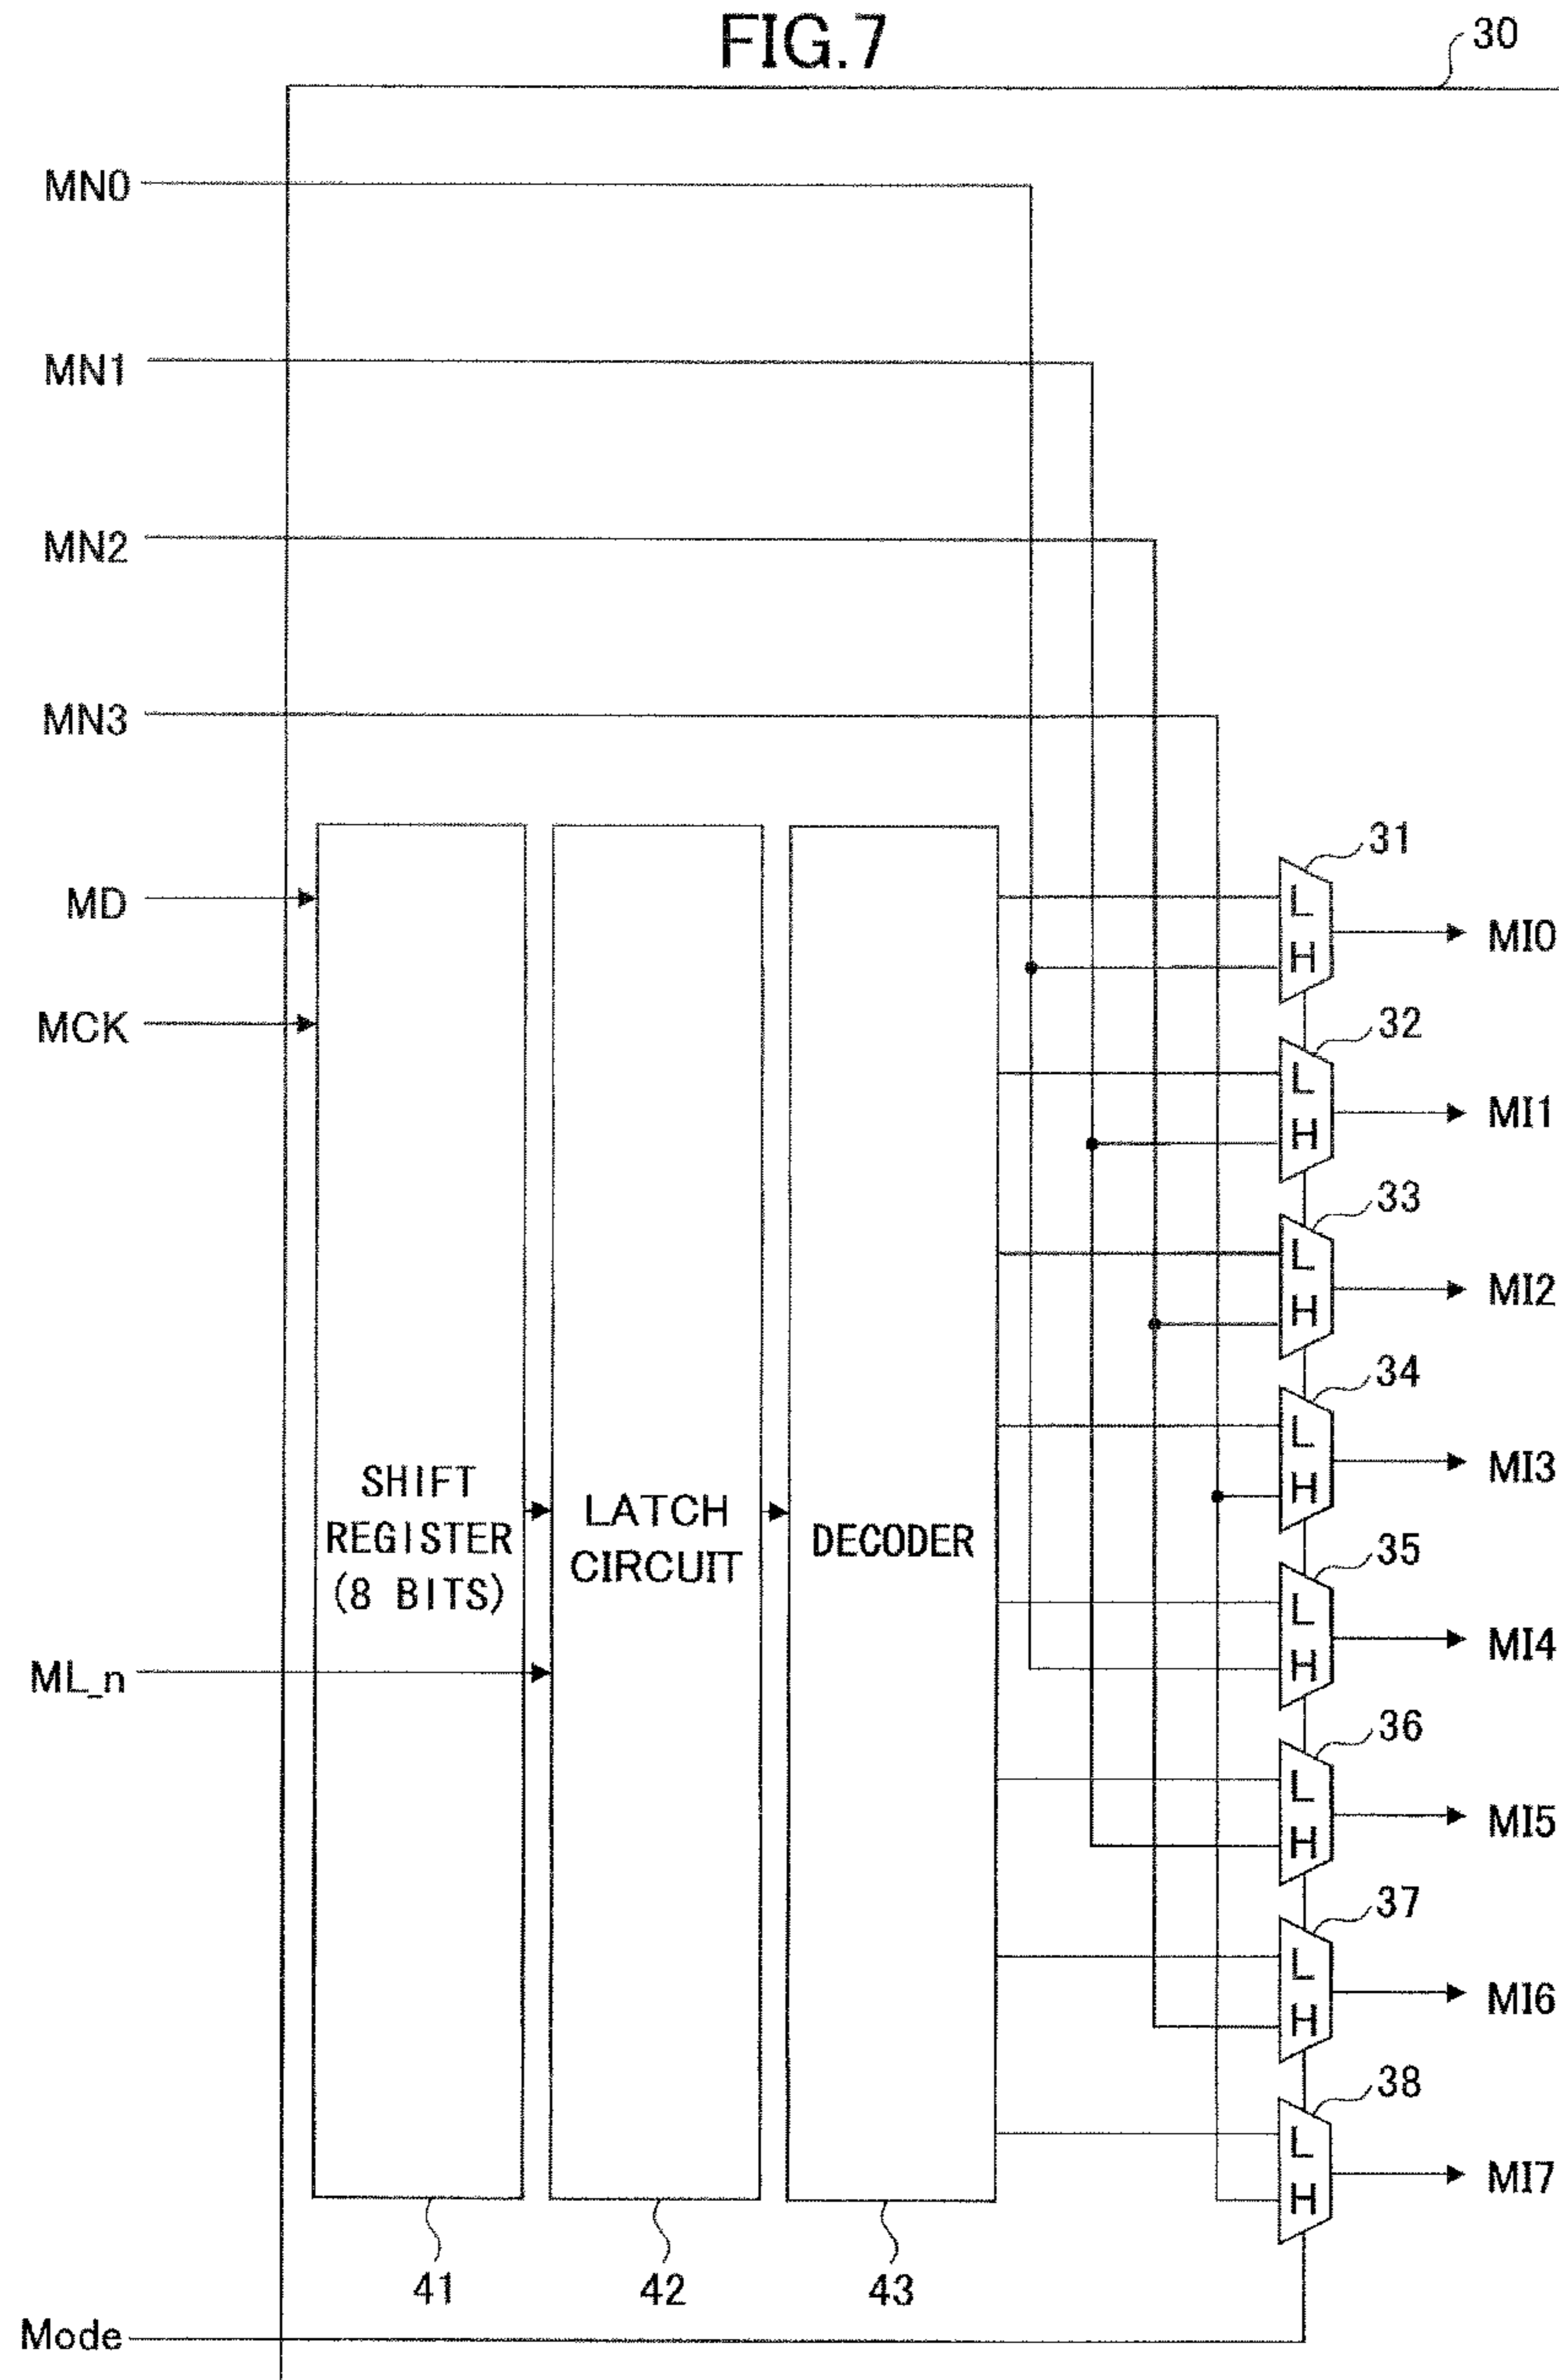 FIG.7
30
MN0
MN1
MN2
MN3
MD
MCK
ML_n
Mode
SHIFT
REGISTER
(8 BITS)
41
LATCH
CIRCUIT
42
DECODER
43
31
L
H
MI0
32
L
H
MI1
33
L
H
MI2
34
L
H
MI3
35
L
H
MI4
36
L
H
MI5
37
L
H
MI6
38
L
H
MI7